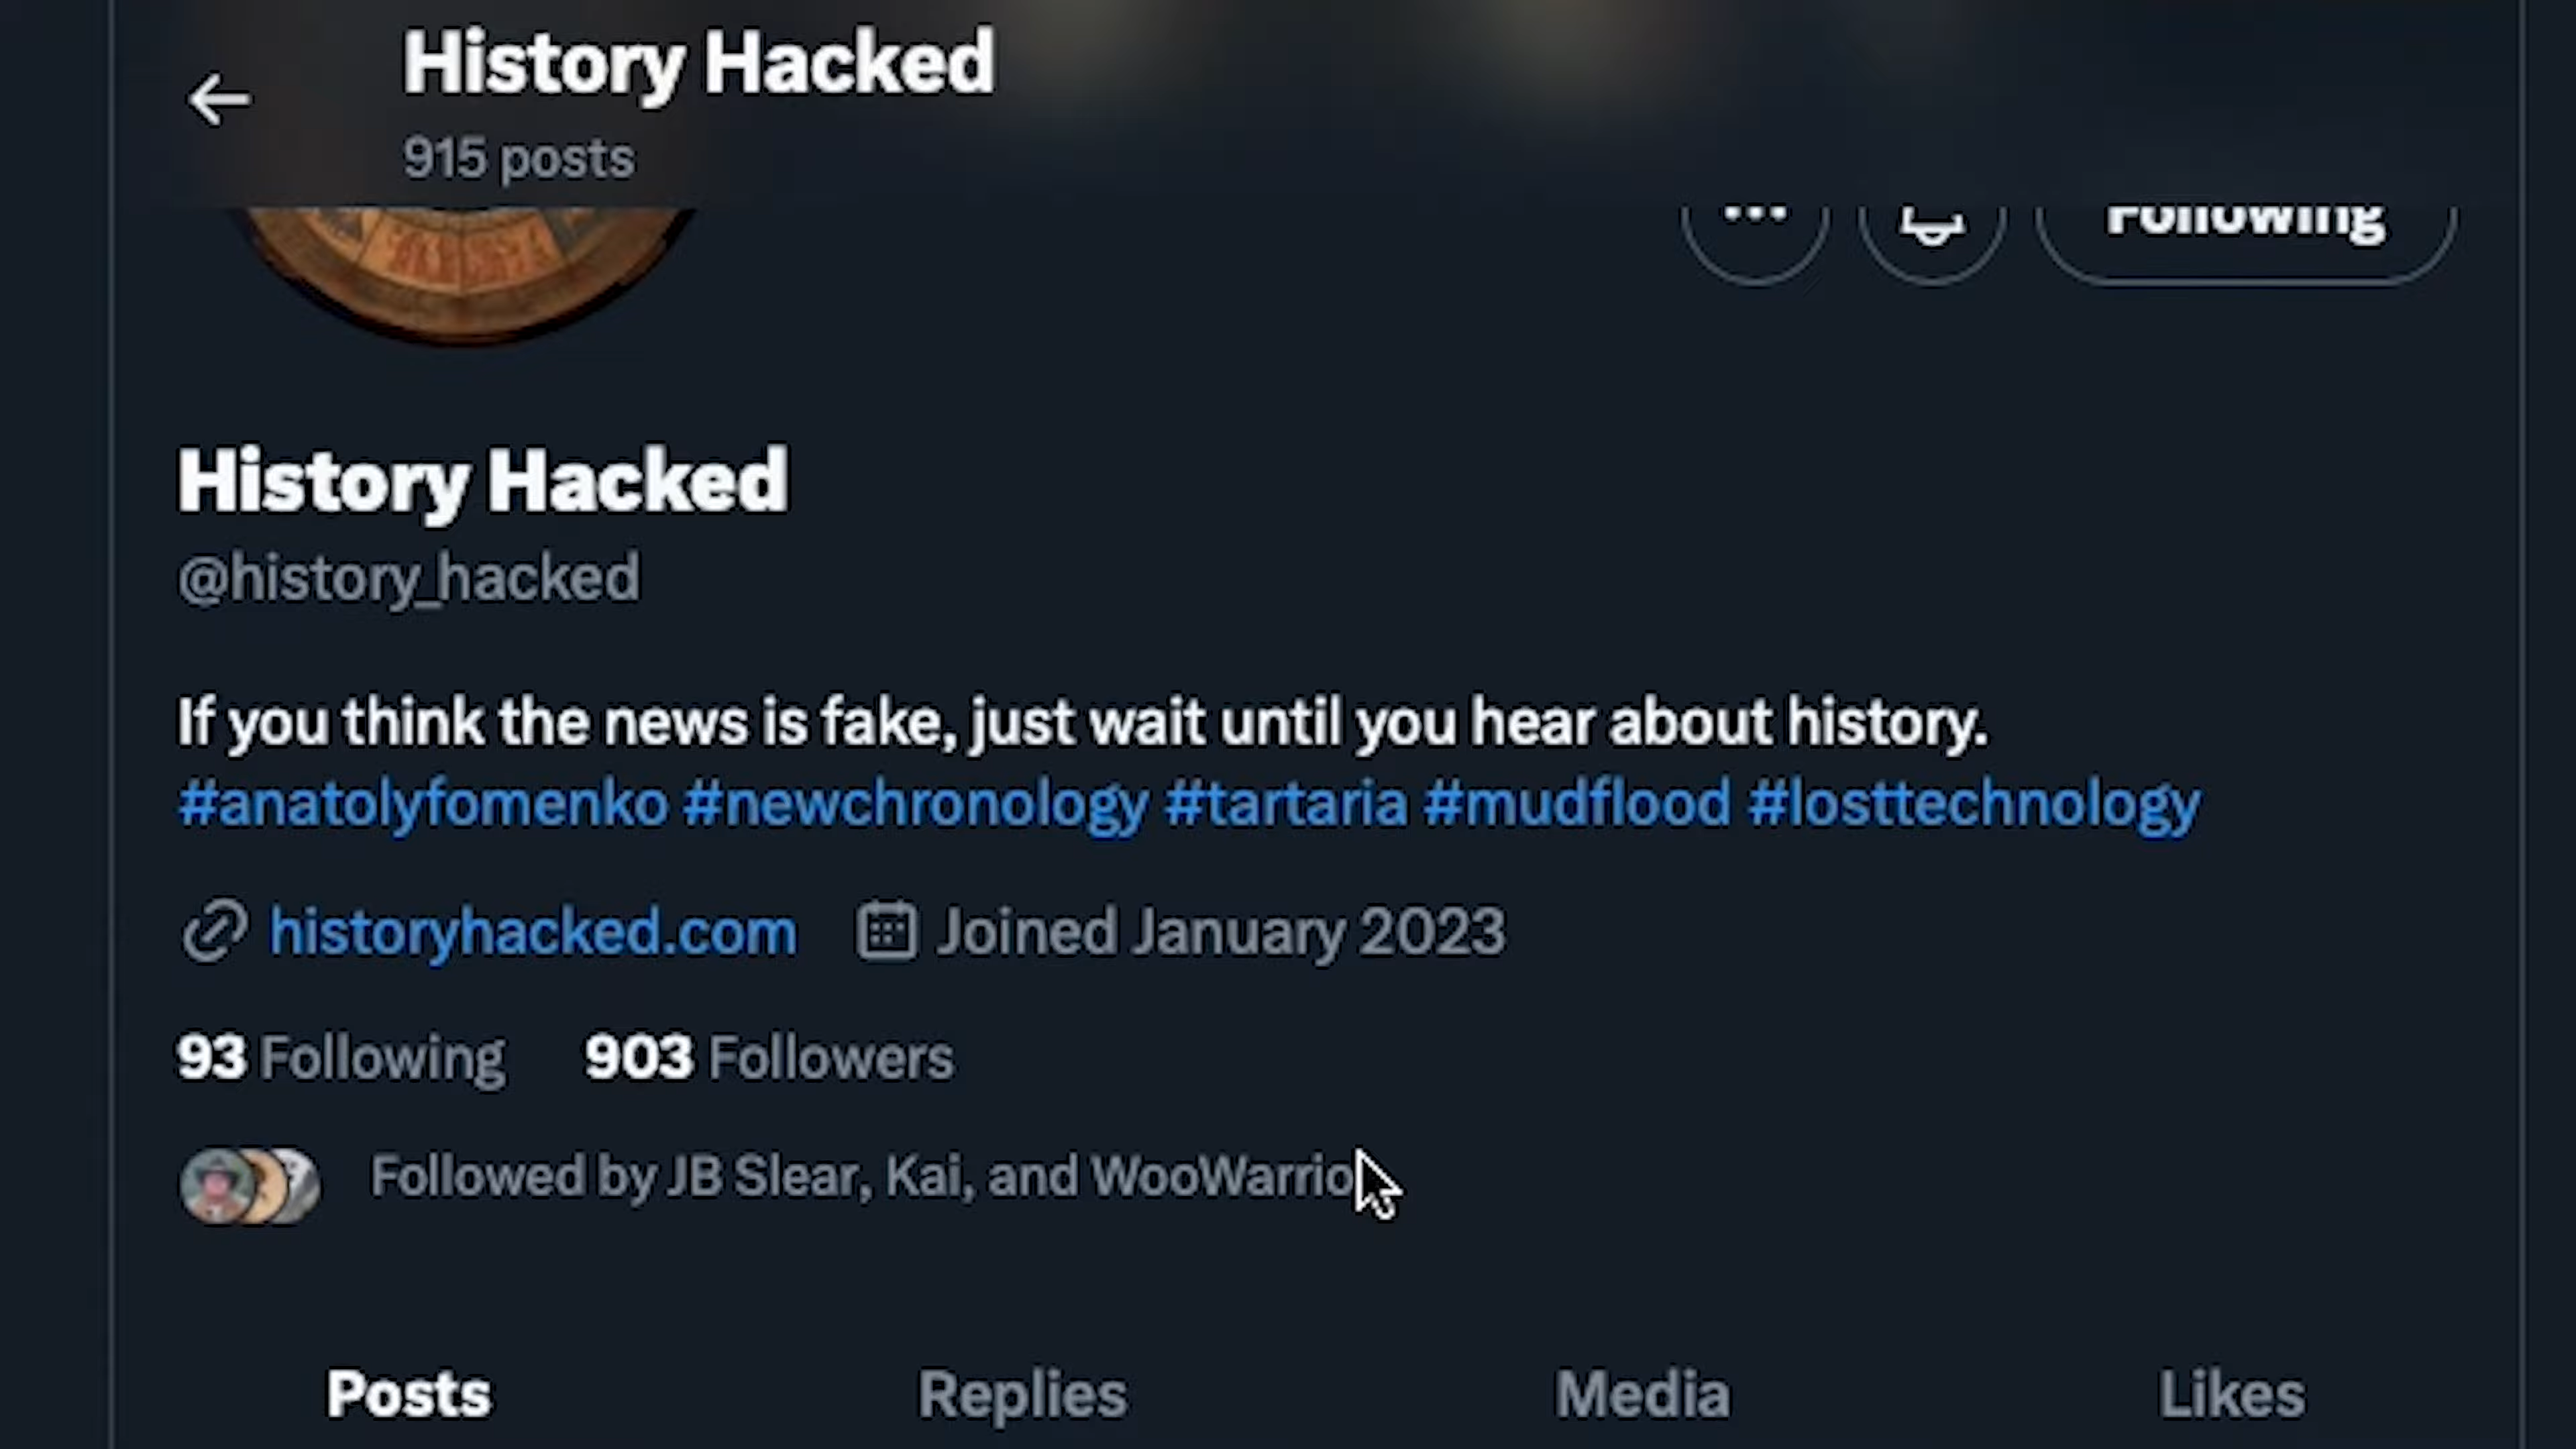 History Hacked
915 posts
Following
History Hacked
@history_hacked
If you think the news is fake, just wait until you hear about history.
#anatolyfomenko #newchronology #tartaria #mudflood #losttechnology
historyhacked.com Joined January 2023
93 Following 903 Followers
Followed by JB Slear, Kai, and WooWarrio
Posts Replies Media Likes